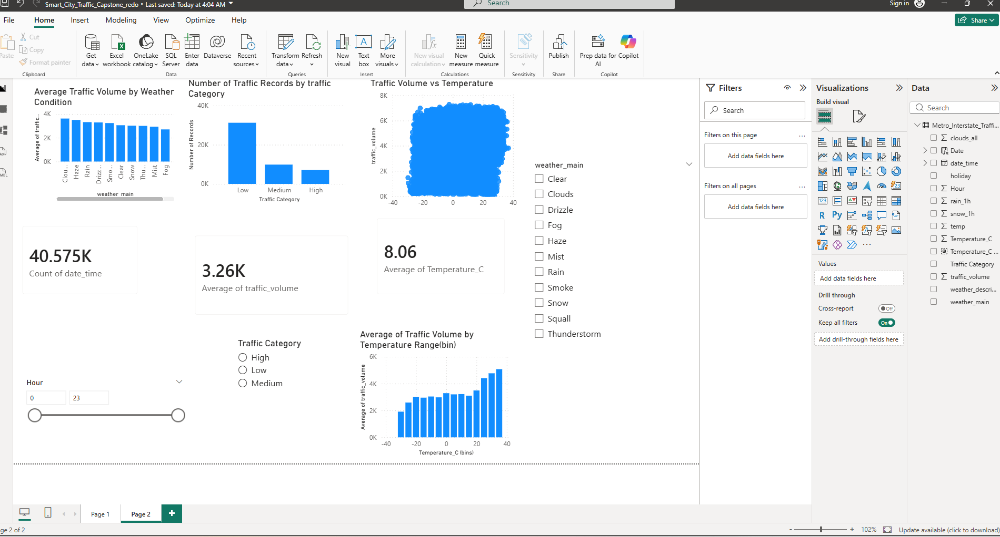 Smart_City_Traffic_Capstone_redo • Last saved: Today at 4:04 AM
Search
Sign in
File
Home
Insert
Modeling
View
Optimize
Help
Share
Paste
Cut
Copy
Format painter
Clipboard
Get data
Excel workbook
OneLake catalog
SQL Server
Enter data
Dataverse
Recent sources
Data
Transform data
Refresh
Queries
New visual
Text box
More visuals
Insert
New visual calculation
New measure
Quick measure
Calculations
Sensitivity
Sensitivity
Publish
Share
Prep data for AI
Copilot
Copilot
Average Traffic Volume by Weather
Condition
Average of traffic...
4K
2K
0K
Clou...
Haze
Rain
Drizz...
Smo...
Clear
Snow
Thu...
Mist
Fog
weather_main
Number of Traffic Records by traffic
Category
Number of Records
40K
20K
0K
Low
Medium
High
Traffic Category
Traffic Volume vs Temperature
traffic_volume
8K
6K
4K
2K
0K
-40
-20
0
20
40
weather_main
Clear
Clouds
Drizzle
Fog
Haze
Mist
Rain
Smoke
Snow
Squall
Thunderstorm
40.575K
Count of date_time
3.26K
Average of traffic_volume
8.06
Average of Temperature_C
Hour
0
23
Traffic Category
High
Low
Medium
Average of Traffic Volume by
Temperature Range(bin)
Average of traffic_volume
6K
4K
2K
0K
-40
-20
0
20
40
Temperature_C (bins)
Filters
Search
Filters on this page
...
Add data fields here
Filters on all pages
...
Add data fields here
Visualizations
Build visual
123
123
R
Py
...
Values
Add data fields here
Drill through
Cross-report
Off
Keep all filters
On
Add drill-through fields here
Data
Search
Metro_Interstate_Traffi...
clouds_all
Date
date_time
holiday
Hour
rain_1h
snow_1h
temp
Temperature_C
Temperature_C ...
Traffic Category
traffic_volume
weather_descri...
weather_main
Page 1
Page 2
ge 2 of 2
- + 102%
Update available (click to download)